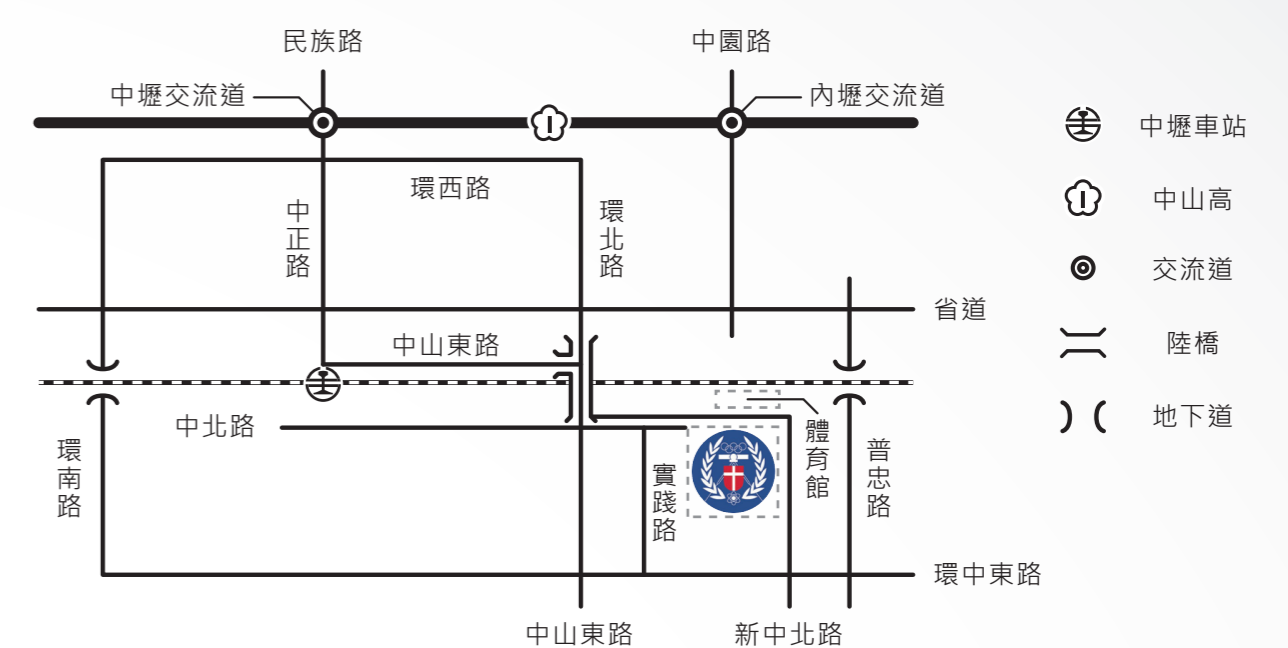 民族路
中園路
中壢交流道
內壢交流道
環西路
中正路
環北路
省道
中山東路
中北路
環南路
實踐路
體育館
普忠路
環中東路
中山東路
新中北路
中壢車站
中山高
交流道
陸橋
地下道